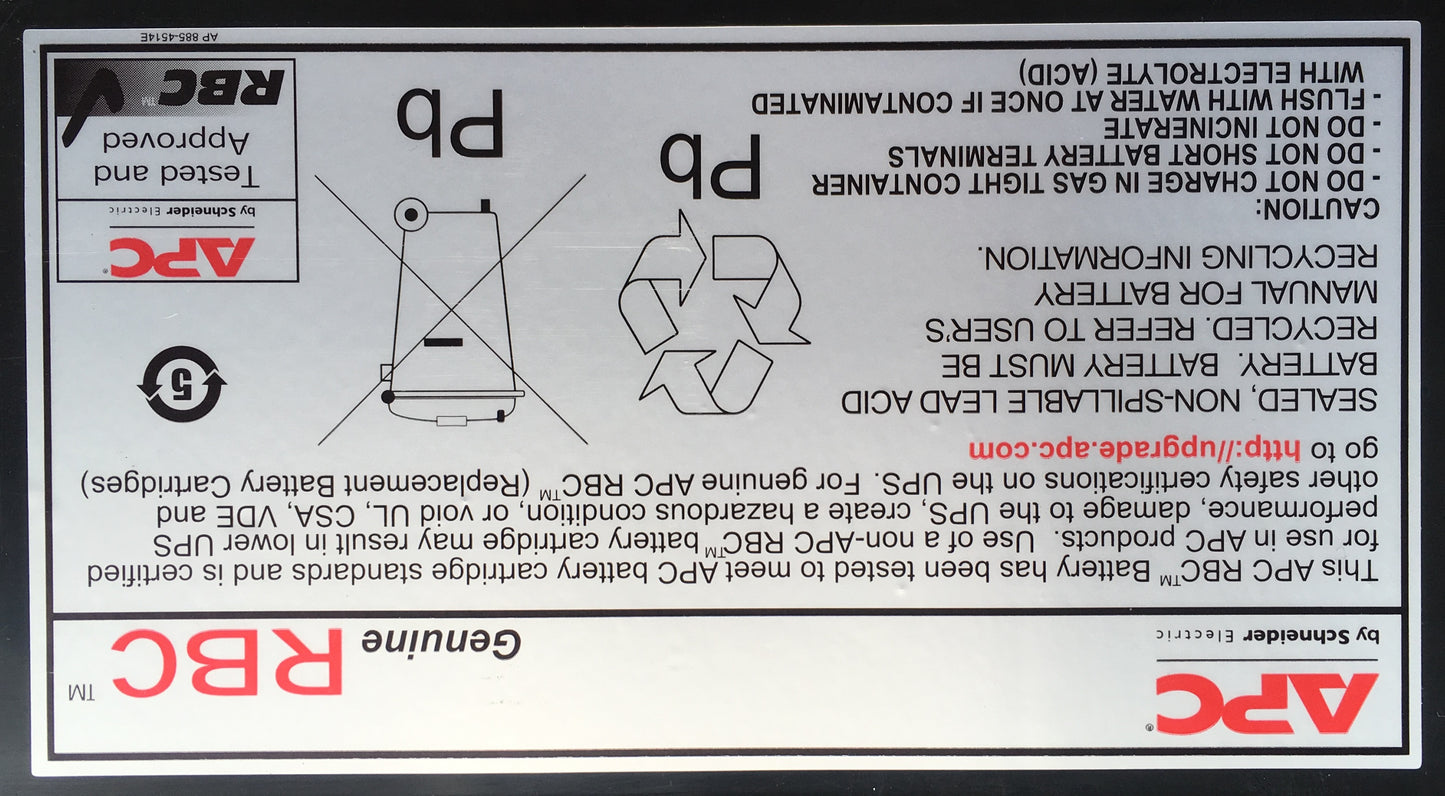 APC®
by Schneider Electric
Genuine RBC™
This APC RBC™ Battery has been tested to meet APC battery cartridge standards and is certified
for use in APC products. Use of a non-APC RBC™ battery cartridge may result in lower UPS
performance, damage to the UPS, create a hazardous condition, or void UL, CSA, VDE and
other safety certifications on the UPS. For genuine APC RBC™ (Replacement Battery Cartridges)
go to http://upgrade.apc.com
SEALED, NON-SPILLABLE LEAD ACID
BATTERY. BATTERY MUST BE
RECYCLED. REFER TO USER'S
MANUAL FOR BATTERY
RECYCLING INFORMATION.
CAUTION:
- DO NOT CHARGE IN GAS TIGHT CONTAINER
- DO NOT SHORT BATTERY TERMINALS
- DO NOT INCINERATE
- FLUSH WITH WATER AT ONCE IF CONTAMINATED
WITH ELECTROLYTE (ACID)
Pb
Pb
5
APC®
by Schneider Electric
Tested and
Approved
RBC™
AP 885-4514E